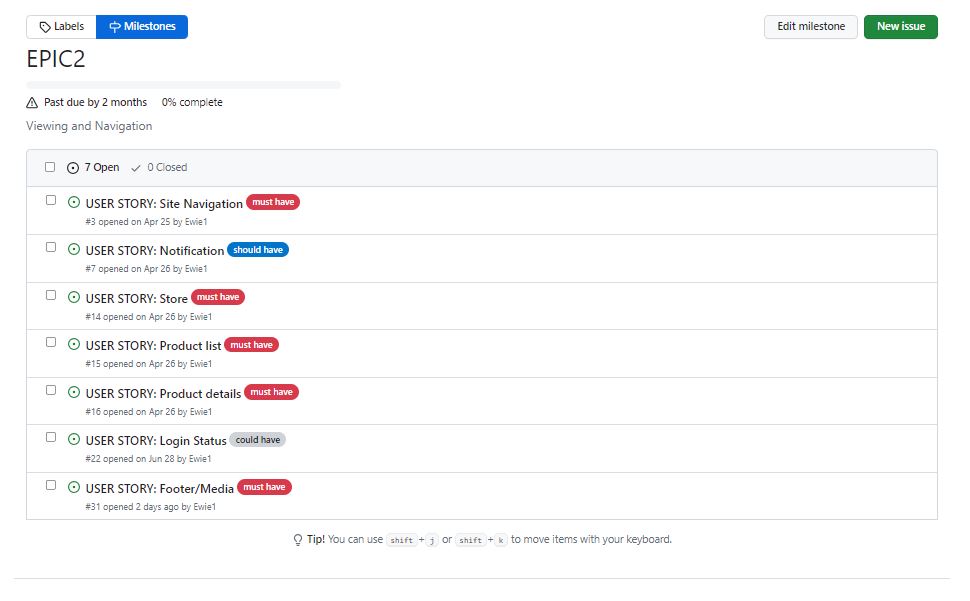 Labels Milestones Edit milestone New issue
EPIC2
Past due by 2 months 0% complete
Viewing and Navigation
7 Open 0 Closed
USER STORY: Site Navigation must have
#3 opened on Apr 25 by Ewie1
USER STORY: Notification should have
#7 opened on Apr 26 by Ewie1
USER STORY: Store must have
#14 opened on Apr 26 by Ewie1
USER STORY: Product list must have
#15 opened on Apr 26 by Ewie1
USER STORY: Product details must have
#16 opened on Apr 26 by Ewie1
USER STORY: Login Status could have
#22 opened on Jun 28 by Ewie1
USER STORY: Footer/Media must have
#31 opened 2 days ago by Ewie1
Tip! You can use shift + j or shift + k to move items with your keyboard.